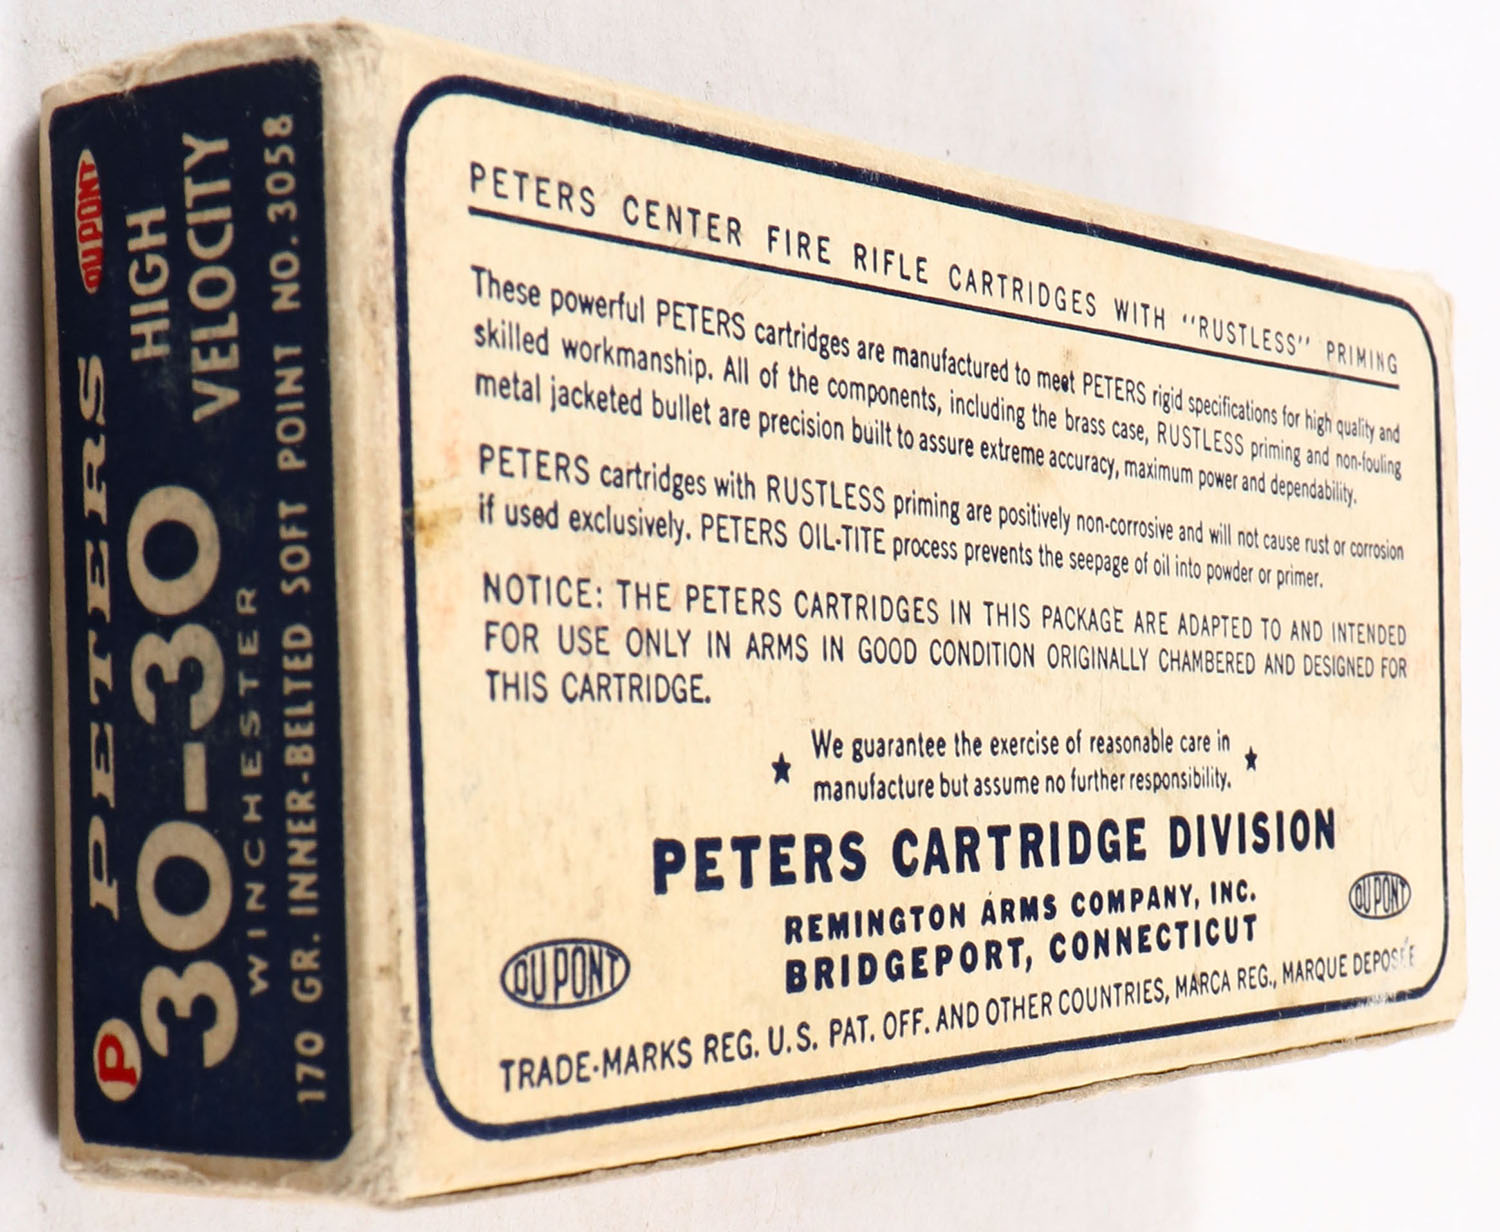 DUPONT
PETERS
HIGH
VELOCITY
P
30-30
WINCHESTER
170 GR. INNER-BELTED SOFT POINT NO. 3058
PETERS CENTER FIRE RIFLE CARTRIDGES WITH "RUSTLESS" PRIMING
These powerful PETERS cartridges are manufactured to meet PETERS rigid specifications for high quality and
skilled workmanship. All of the components, including the brass case, RUSTLESS priming and non-fouling
metal jacketed bullet are precision built to assure extreme accuracy, maximum power and dependability.
PETERS cartridges with RUSTLESS priming are positively non-corrosive and will not cause rust or corrosion
if used exclusively. PETERS OIL-TITE process prevents the seepage of oil into powder or primer.
NOTICE: THE PETERS CARTRIDGES IN THIS PACKAGE ARE ADAPTED TO AND INTENDED
FOR USE ONLY IN ARMS IN GOOD CONDITION ORIGINALLY CHAMBERED AND DESIGNED FOR
THIS CARTRIDGE.
★ We guarantee the exercise of reasonable care in ★
manufacture but assume no further responsibility.
PETERS CARTRIDGE DIVISION
REMINGTON ARMS COMPANY, INC.
BRIDGEPORT, CONNECTICUT
DU PONT
DU PONT
TRADE-MARKS REG. U.S. PAT. OFF. AND OTHER COUNTRIES, MARCA REG., MARQUE DEPOSÉE